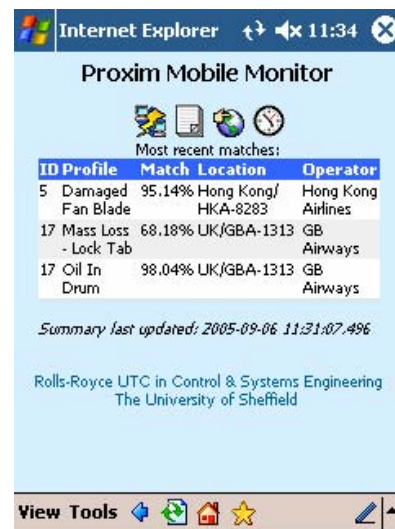 Internet Explorer 11:34
Proxim Mobile Monitor
Most recent matches:
ID Profile Match Location Operator
5 Damaged Fan Blade 95.14% Hong Kong/ HKA-8283 Hong Kong Airlines
17 Mass Loss - Lock Tab 68.18% UK/GBA-1313 GB Airways
17 Oil In Drum 98.04% UK/GBA-1313 GB Airways
Summary last updated: 2005-09-06 11:31:07.496
Rolls-Royce UTC in Control & Systems Engineering
The University of Sheffield
View Tools